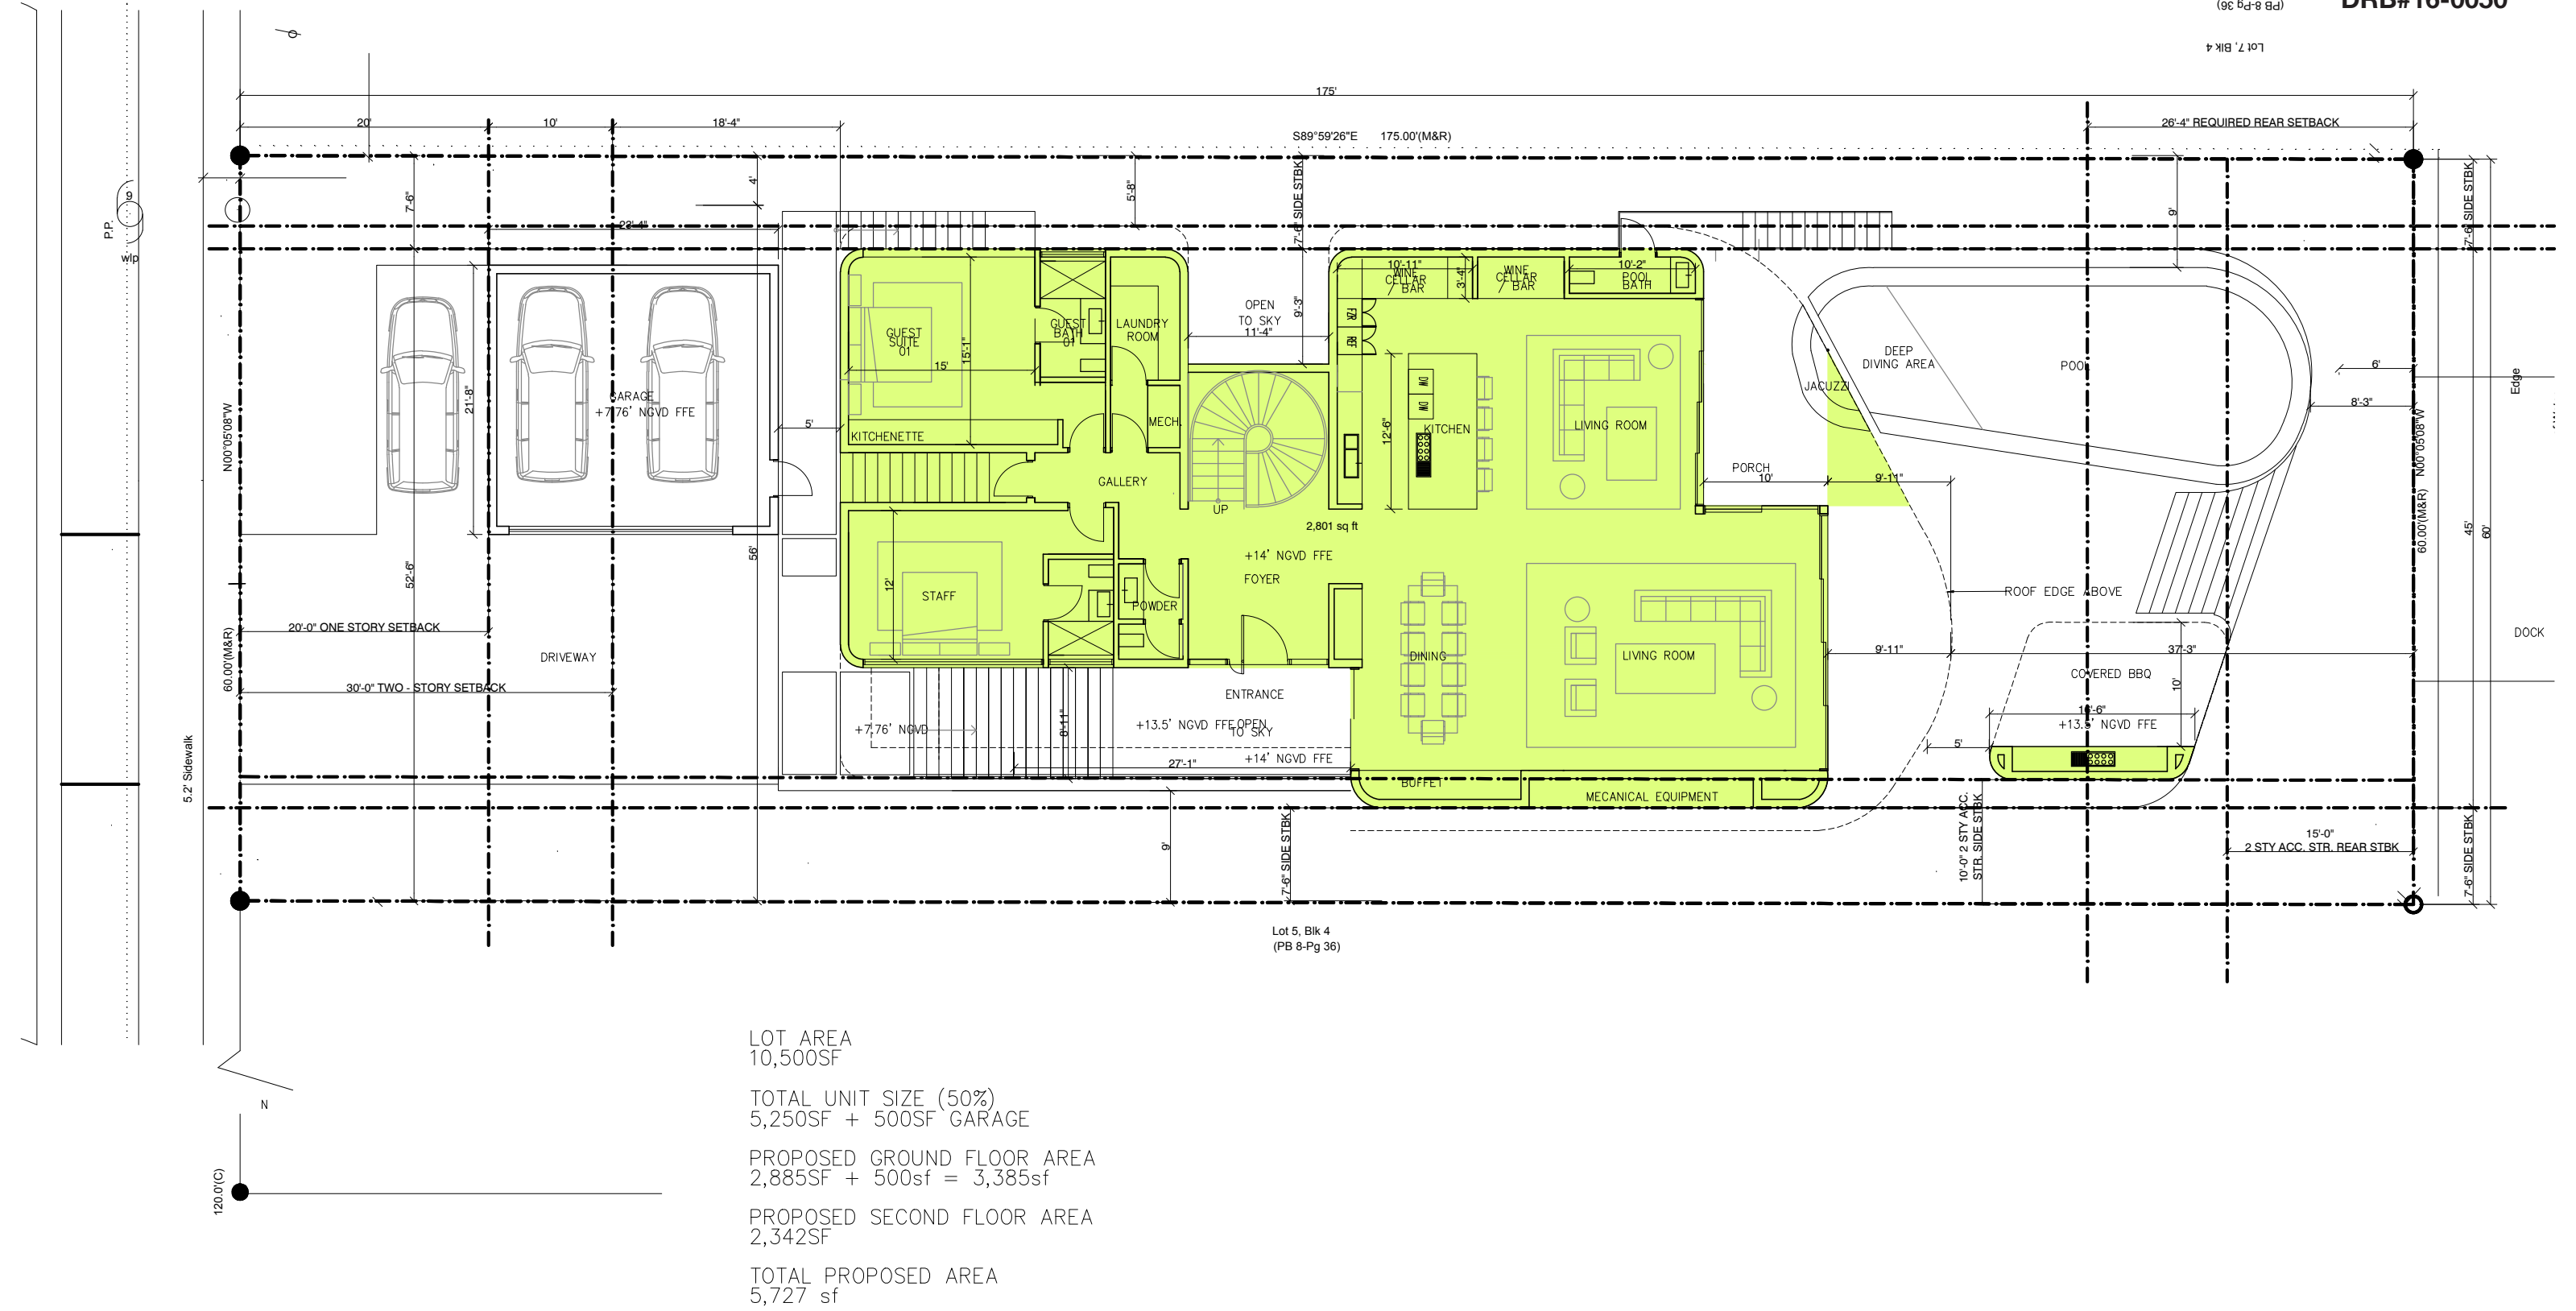 (PB 8-Pg 36)
DRB#16-0050
Lot 7, Blk 4
175'
20'
10'
18'-4"
S89°59'26"E 175.00'(M&R)
26'-4" REQUIRED REAR SETBACK
7'-6"
4'
5'-8"
7'-6" SIDE STBK
9'
7'-6" SIDE STBK
P.P.
9
wlp
23'-4"
10'-11"
WINE
CELLAR
/ BAR
3'-4"
WINE
CELLAR
/ BAR
10'-2"
POOL
BATH
OPEN
TO SKY
9'-3"
11'-4"
GUEST
SUITE
01
15'-1"
15'
GUEST
BATH
01
LAUNDRY
ROOM
REF
DEEP
DIVING AREA
POOL
6'
Edge
JACUZZI
8'-3"
GARAGE
+7.76' NGVD FFE
21'-8"
5'
KITCHENETTE
MECH.
DW
DW
KITCHEN
12'-6"
LIVING ROOM
N00°05'08"W
N00°05'08"W
GALLERY
UP
PORCH
10'
9'-11"
2,801 sq ft
+14' NGVD FFE
FOYER
60.00'(M&R)
45'
60'
52'-6"
56'
12'
STAFF
POWDER
ROOF EDGE ABOVE
20'-0" ONE STORY SETBACK
DRIVEWAY
DINING
LIVING ROOM
9'-11"
37'-3"
DOCK
60.00'(M&R)
30'-0" TWO - STORY SETBACK
ENTRANCE
COVERED BBQ
10'
16'-6"
+7.76' NGVD
8'-11"
+13.5' NGVD FFE
OPEN
TO SKY
+13.5' NGVD FFE
+14' NGVD FFE
27'-1"
5'
5.2' Sidewalk
BUFFET
MECANICAL EQUIPMENT
9'
7'-6" SIDE STBK
10'-0" 2 STY ACC.
STR. SIDE STBK
15'-0"
2 STY ACC. STR. REAR STBK
7'-6" SIDE STBK
Lot 5, Blk 4
(PB 8-Pg 36)
N
120.0'(C)
LOT AREA
10,500SF
TOTAL UNIT SIZE (50%)
5,250SF + 500SF GARAGE
PROPOSED GROUND FLOOR AREA
2,885SF + 500sf = 3,385sf
PROPOSED SECOND FLOOR AREA
2,342SF
TOTAL PROPOSED AREA
5,727 sf